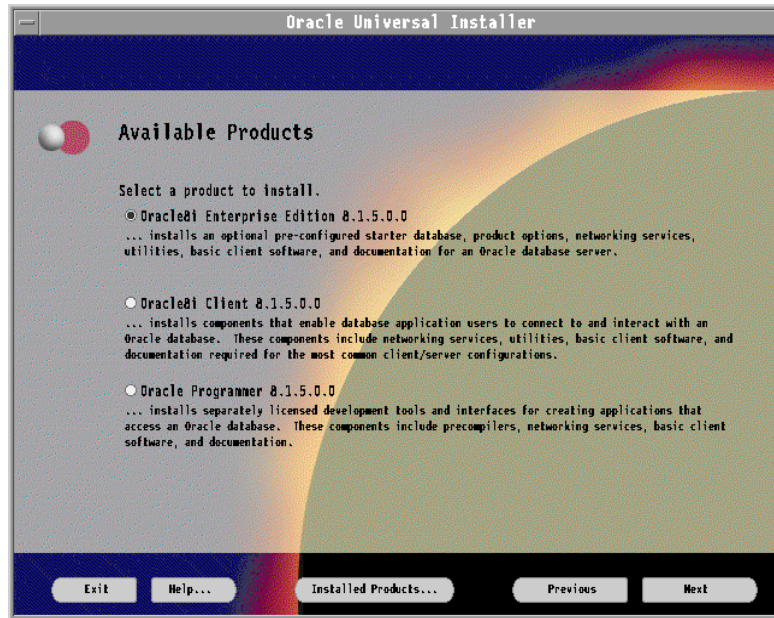 Oracle Universal Installer
Available Products
Select a product to install.
Oracle8i Enterprise Edition 8.1.5.0.0
... installs an optional pre-configured starter database, product options, networking services,
utilities, basic client software, and documentation for an Oracle database server.
Oracle8i Client 8.1.5.0.0
... installs components that enable database application users to connect to and interact with an
Oracle database.  These components include networking services, utilities, basic client software, and
documentation required for the most common client/server configurations.
Oracle Programmer 8.1.5.0.0
... installs separately licensed development tools and interfaces for creating applications that
access an Oracle database.  These components include precompilers, networking services, basic client
software, and documentation.
Exit Help... Installed Products... Previous Next